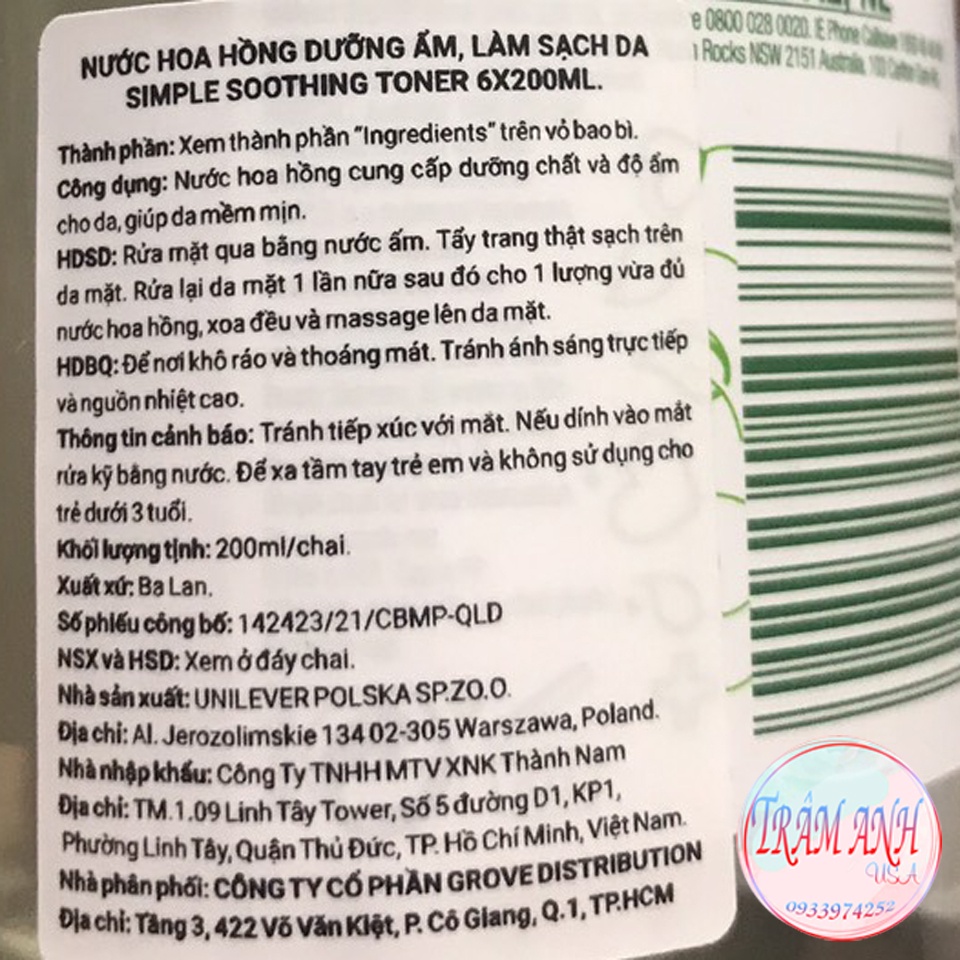 NƯỚC HOA HỒNG DƯỠNG ẨM, LÀM SẠCH DA
SIMPLE SOOTHING TONER 6X200ML.
Thành phần: Xem thành phần "Ingredients" trên vỏ bao bì.
Công dụng: Nước hoa hồng cung cấp dưỡng chất và độ ẩm
cho da, giúp da mềm mịn.
HDSD: Rửa mặt qua bằng nước ấm. Tẩy trang thật sạch trên
da mặt. Rửa lại da mặt 1 lần nữa sau đó cho 1 lượng vừa đủ
nước hoa hồng, xoa đều và massage lên da mặt.
HDBQ: Để nơi khô ráo và thoáng mát. Tránh ánh sáng trực tiếp
và nguồn nhiệt cao.
Thông tin cảnh báo: Tránh tiếp xúc với mắt. Nếu dính vào mắt
rửa kỹ bằng nước. Để xa tầm tay trẻ em và không sử dụng cho
trẻ dưới 3 tuổi.
Khối lượng tịnh: 200ml/chai.
Xuất xứ: Ba Lan.
Số phiếu công bố: 142423/21/CBMP-QLD
NSX và HSD: Xem ở đáy chai.
Nhà sản xuất: UNILEVER POLSKA SP.ZO.O.
Địa chỉ: Al. Jerozolimskie 134 02-305 Warszawa, Poland.
Nhà nhập khẩu: Công Ty TNHH MTV XNK Thành Nam
Địa chỉ: TM.1.09 Linh Tây Tower, Số 5 đường D1, KP1,
Phường Linh Tây, Quận Thủ Đức, TP. Hồ Chí Minh, Việt Nam.
Nhà phân phối: CÔNG TY CỔ PHẦN GROVE DISTRIBUTION
Địa chỉ: Tầng 3, 422 Võ Văn Kiệt, P. Cô Giang, Q.1, TP.HCM
e 0800 028 0020. IE Phone
Rocks NSW 2151 Australia, 100
TRÂM ANH
USA
0933974252